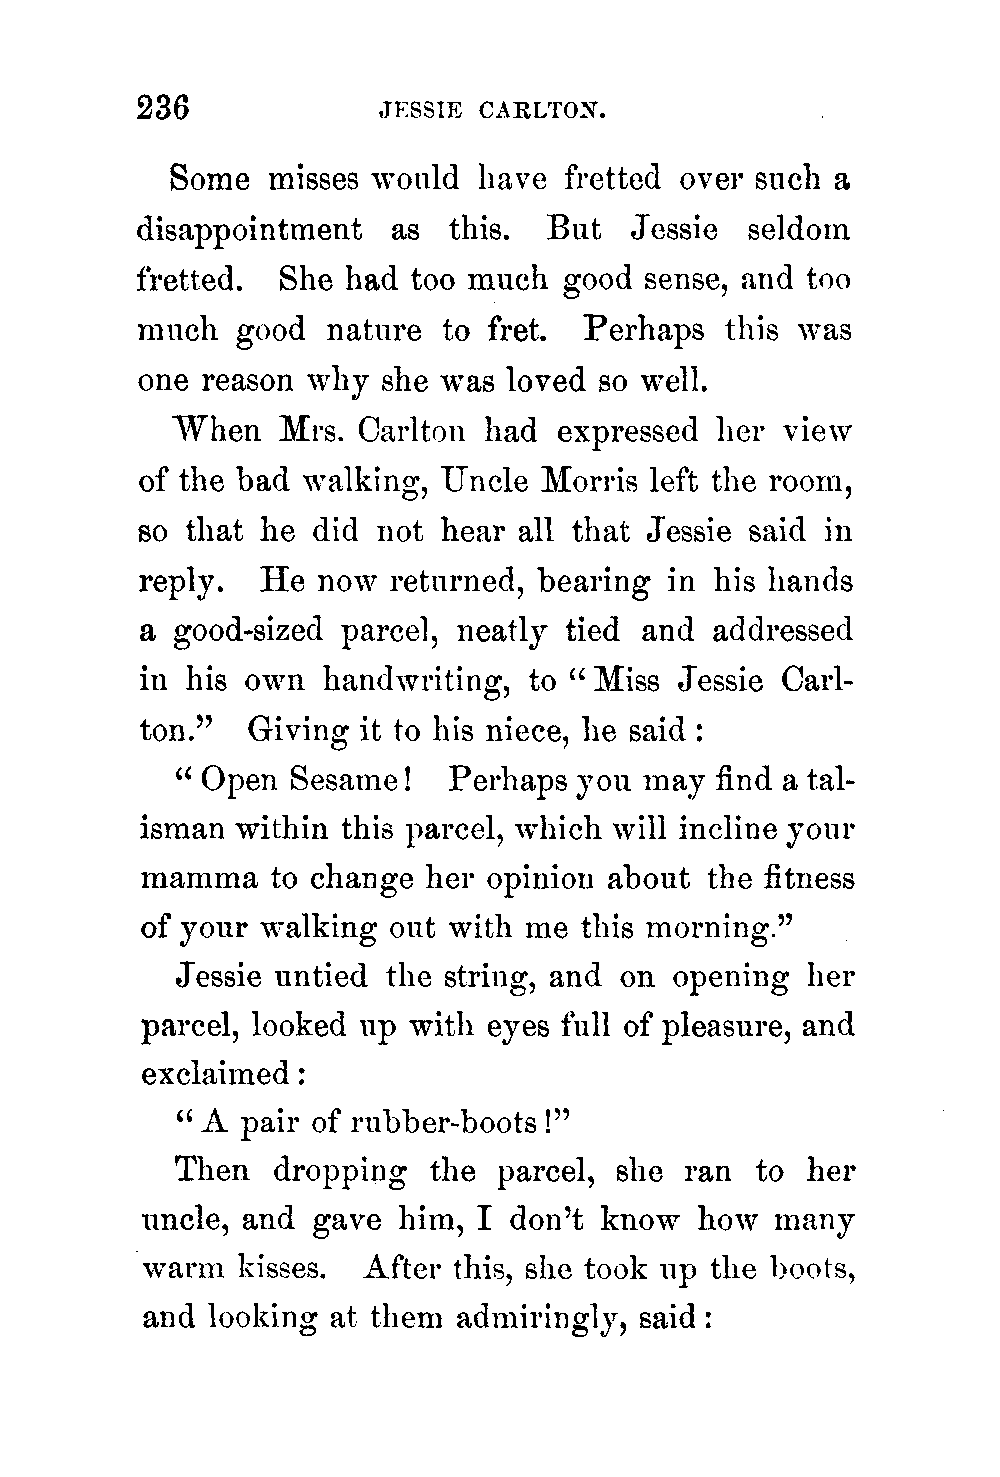 236 JESSIE CARLTON.
Some misses would have fretted over such a
disappointment as this. But Jessie seldom
fretted. She had too much good sense, and too
much good nature to fret. Perhaps this was
one reason why she was loved so well.
When Mrs. Carlton had expressed her view
of the bad walking, Uncle Morris left the room,
so that he did not hear all that Jessie said in
reply. He now returned, bearing in his hands
a good-sized parcel, neatly tied and addressed
in his own handwriting, to “Miss Jessie Carl-
ton.” Giving it to his niece, he said:
“Open Sesame! Perhaps you may find a tal-
isman within this parcel, which will incline your
mamma to change her opinion about the fitness
of your walking out with me this morning.”
Jessie untied the string, and on opening her
parcel, looked up with eyes full of pleasure, and
exclaimed:
“A pair of rubber-boots!”
Then dropping the parcel, she ran to her
uncle, and gave him, I don’t know how many
warm kisses. After this, she took up the boots,
and looking at them admiringly, said: